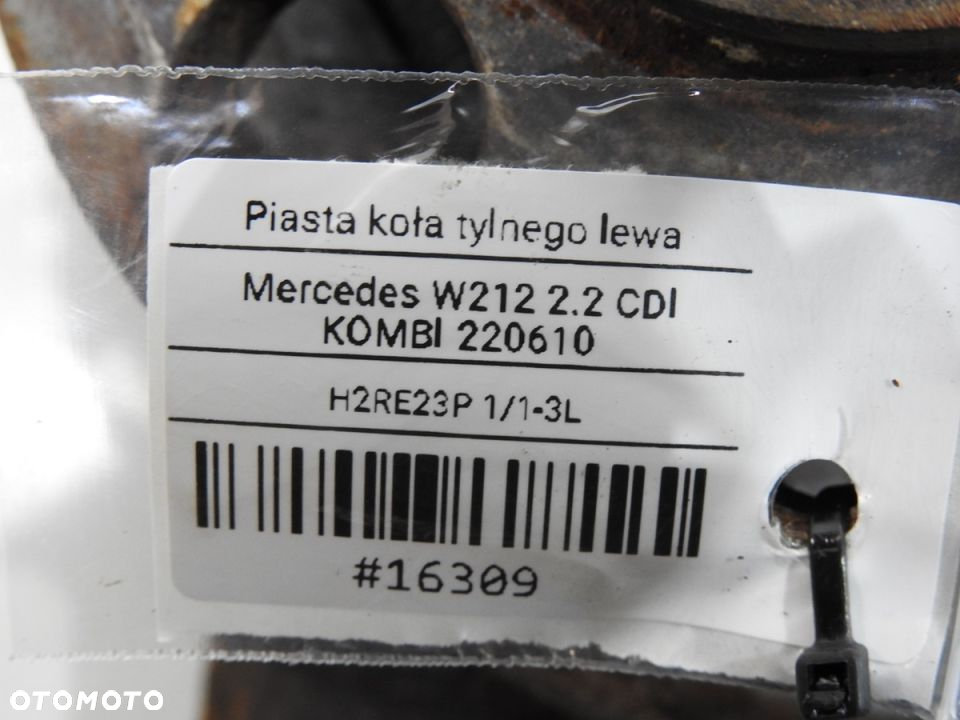 Piasta koła tylnego lewa
Mercedes W212 2.2 CDI
KOMBI 220610
H2RE23P 1/1-3L
#16309
OTOMOTO